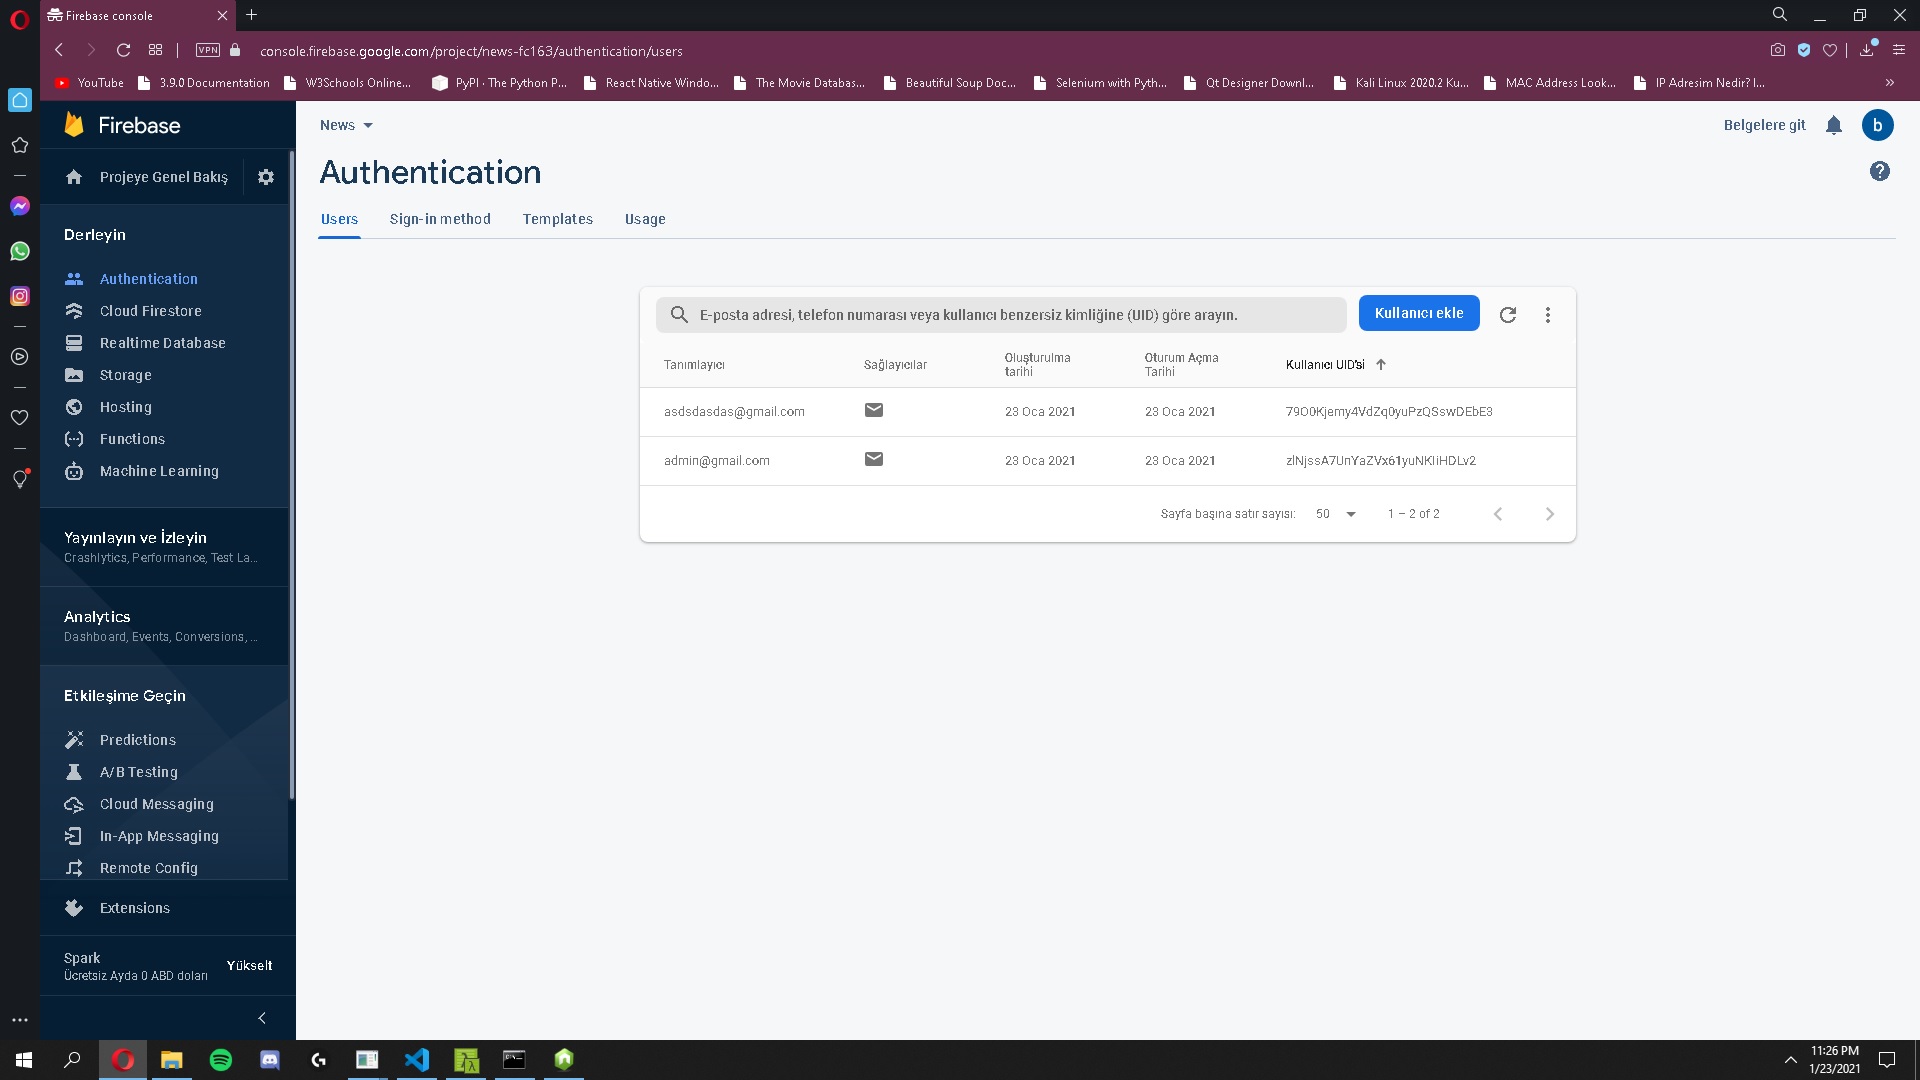 Firebase console
VPN
console.firebase.google.com/project/news-fc163/authentication/users
YouTube
3.9.0 Documentation
W3Schools Online...
PyPI · The Python P...
React Native Windo...
The Movie Databas...
Beautiful Soup Doc...
Selenium with Pyth...
Qt Designer Downl...
Kali Linux 2020.2 Ku...
MAC Address Look...
IP Adresim Nedir? I...
Firebase
Projeye Genel Bakış
Derleyin
Authentication
Cloud Firestore
Realtime Database
Storage
Hosting
Functions
Machine Learning
Yayınlayın ve İzleyin
Crashlytics, Performance, Test La...
Analytics
Dashboard, Events, Conversions, ...
Etkileşime Geçin
Predictions
A/B Testing
Cloud Messaging
In-App Messaging
Remote Config
Extensions
Spark
Ücretsiz Ayda 0 ABD doları
Yükselt
News
Belgelere git
b
Authentication
Users
Sign-in method
Templates
Usage
E-posta adresi, telefon numarası veya kullanıcı benzersiz kimliğine (UID) göre arayın.
Kullanıcı ekle
Tanımlayıcı
Sağlayıcılar
Oluşturulma
tarihi
Oturum Açma
Tarihi
Kullanıcı UID'si
asdsdasdas@gmail.com
23 Oca 2021
23 Oca 2021
79O0Kjemy4VdZq0yuPzQSswDEbE3
admin@gmail.com
23 Oca 2021
23 Oca 2021
zlNjssA7UnYaZVx61yuNKIiHDLv2
Sayfa başına satır sayısı:
50
1 – 2 of 2
11:26 PM
1/23/2021